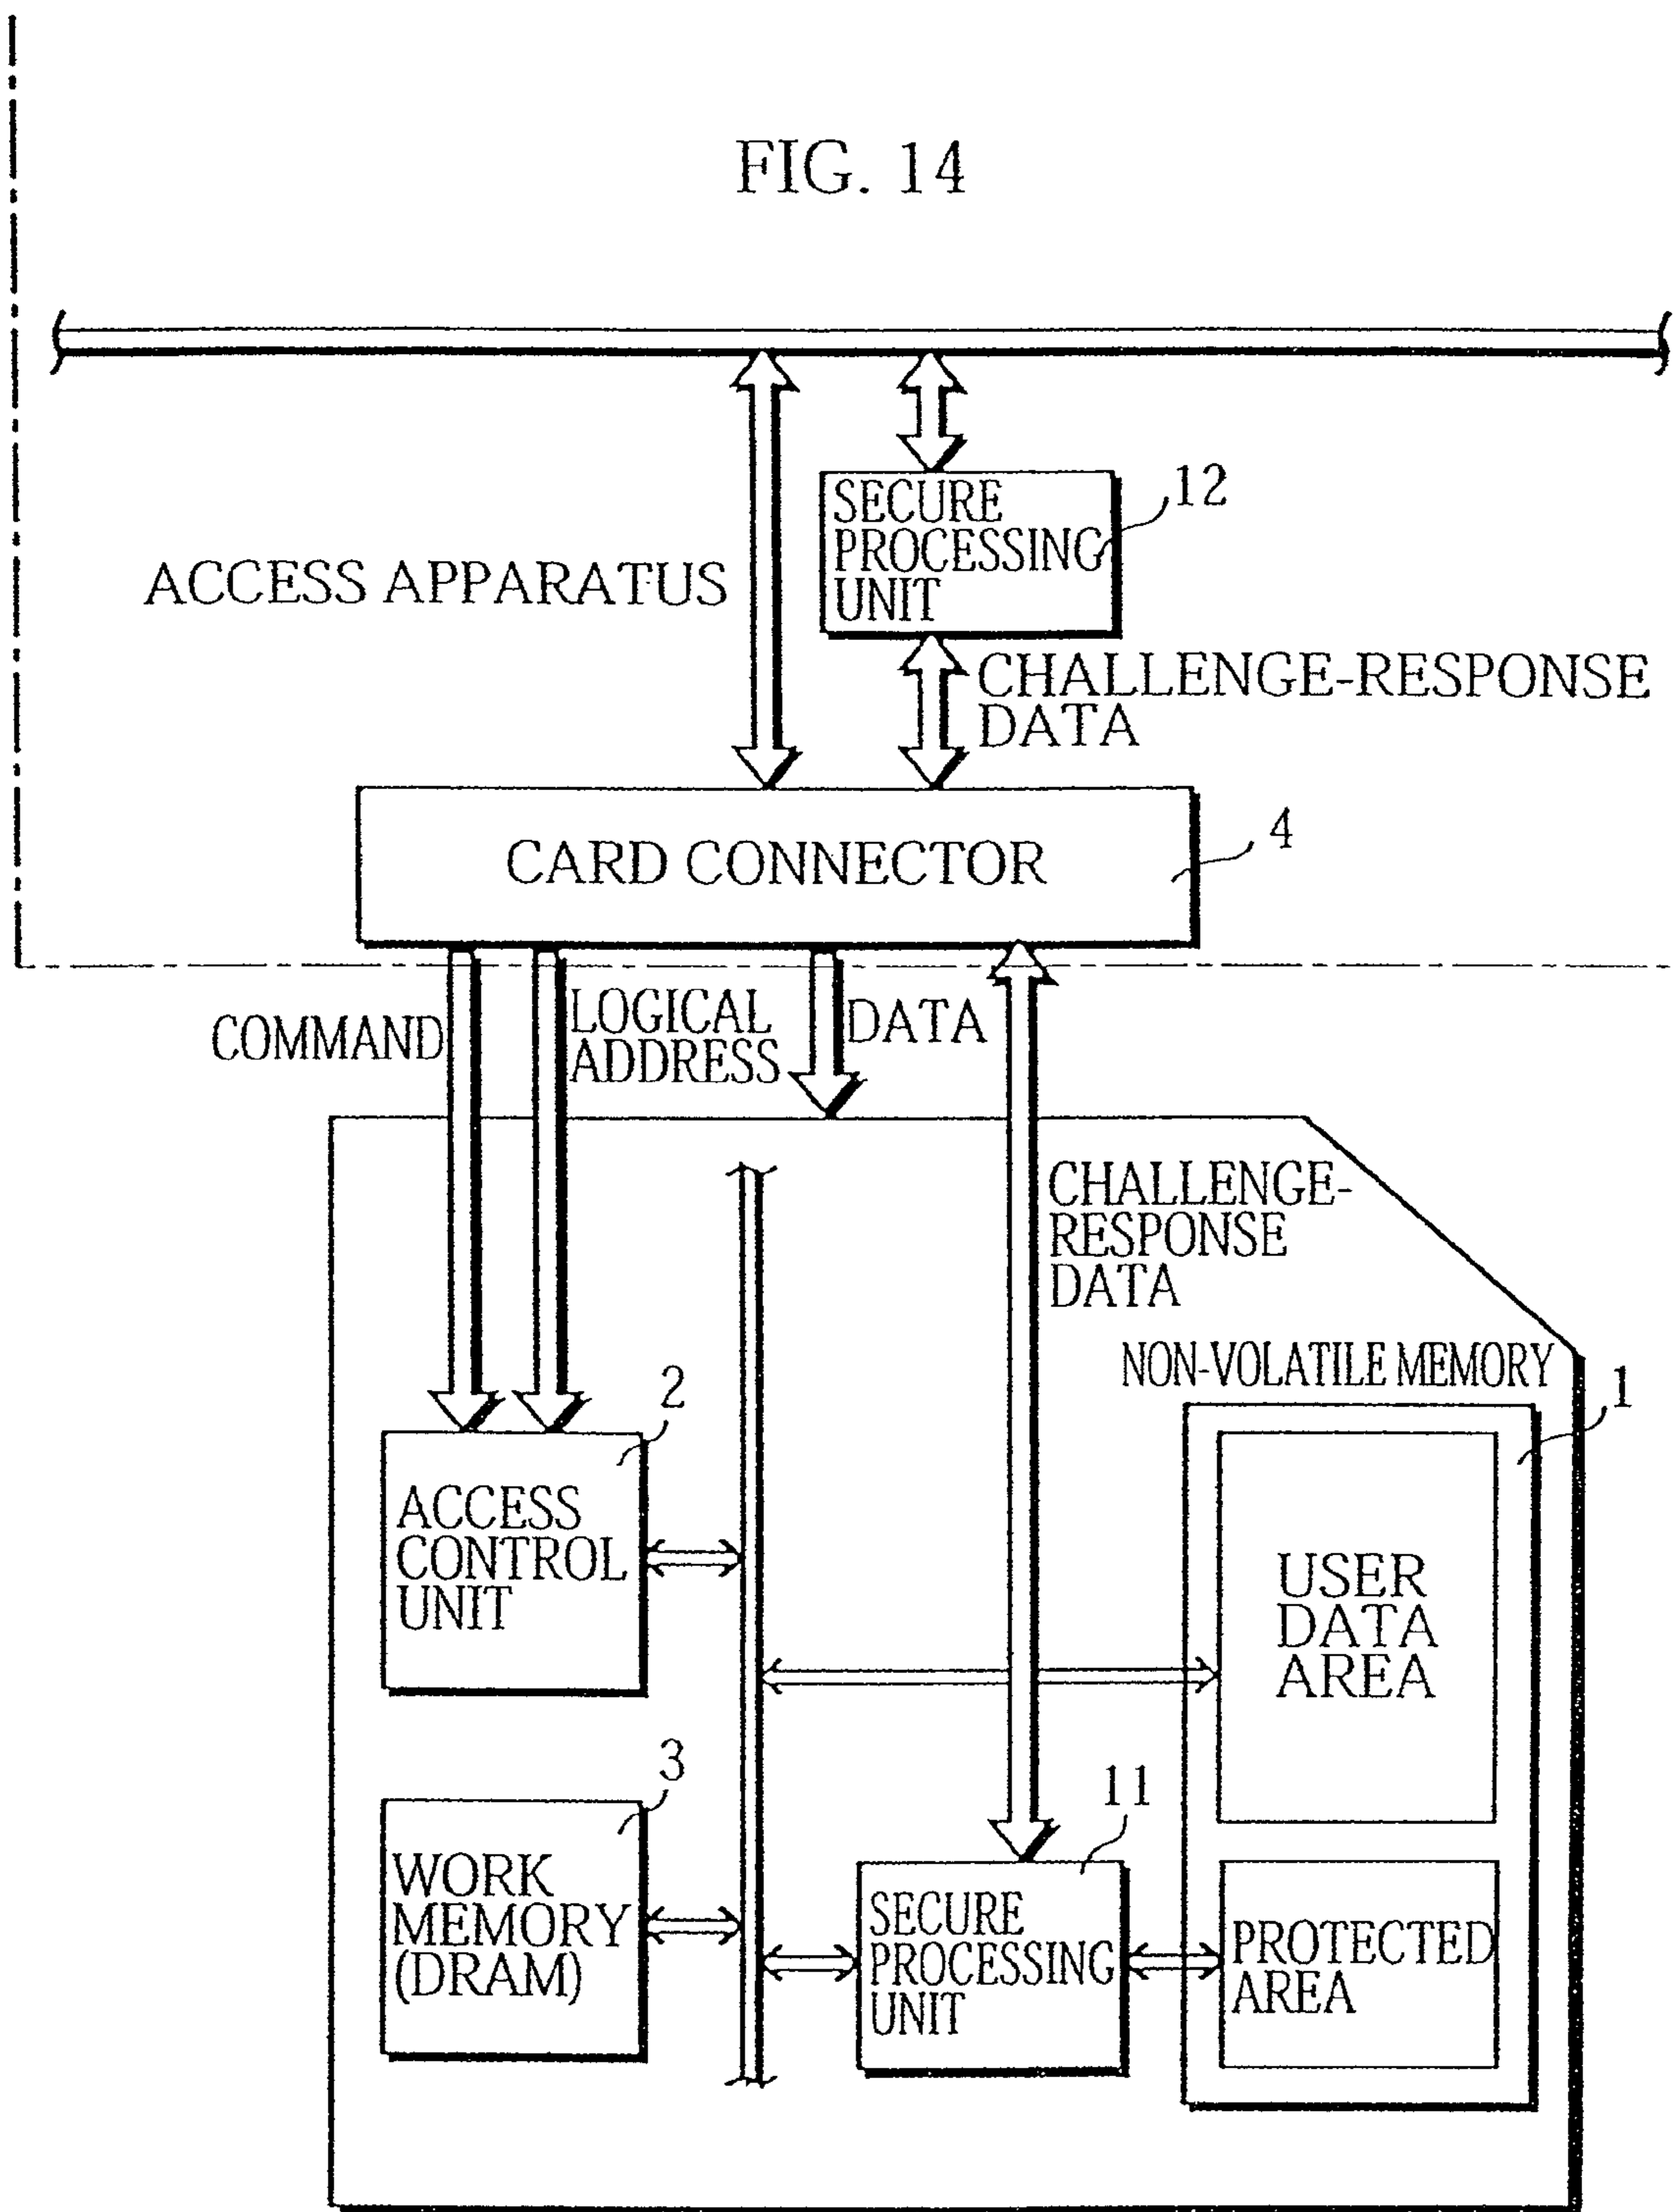 FIG. 14
SECURE
PROCESSING
UNIT
12
ACCESS APPARATUS
CHALLENGE-RESPONSE
DATA
CARD CONNECTOR
4
COMMAND
LOGICAL
ADDRESS
DATA
CHALLENGE-
RESPONSE
DATA
NON-VOLATILE MEMORY
1
2
ACCESS
CONTROL
UNIT
USER
DATA
AREA
3
WORK
MEMORY
(DRAM)
11
SECURE
PROCESSING
UNIT
PROTECTED
AREA